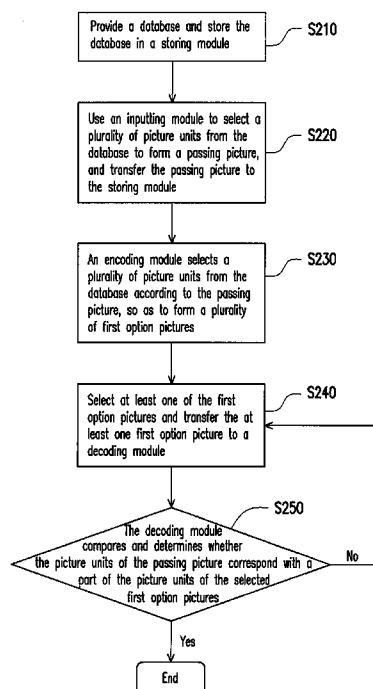 Provide a database and store the
database in a storing module
S210
Use an inputting module to select a
plurality of picture units from the
database to form a passing picture,
and transfer the passing picture to
the storing module
S220
An encoding module selects a
plurality of picture units from the
database according to the passing
picture, so as to form a plurality
of first option pictures
S230
Select at least one of the first
option pictures and transfer the at
least one first option picture to a
decoding module
S240
The decoding module
compares and determines whether
the picture units of the passing picture correspond with a
part of the picture units of the selected
first option pictures
S250
No
Yes
End